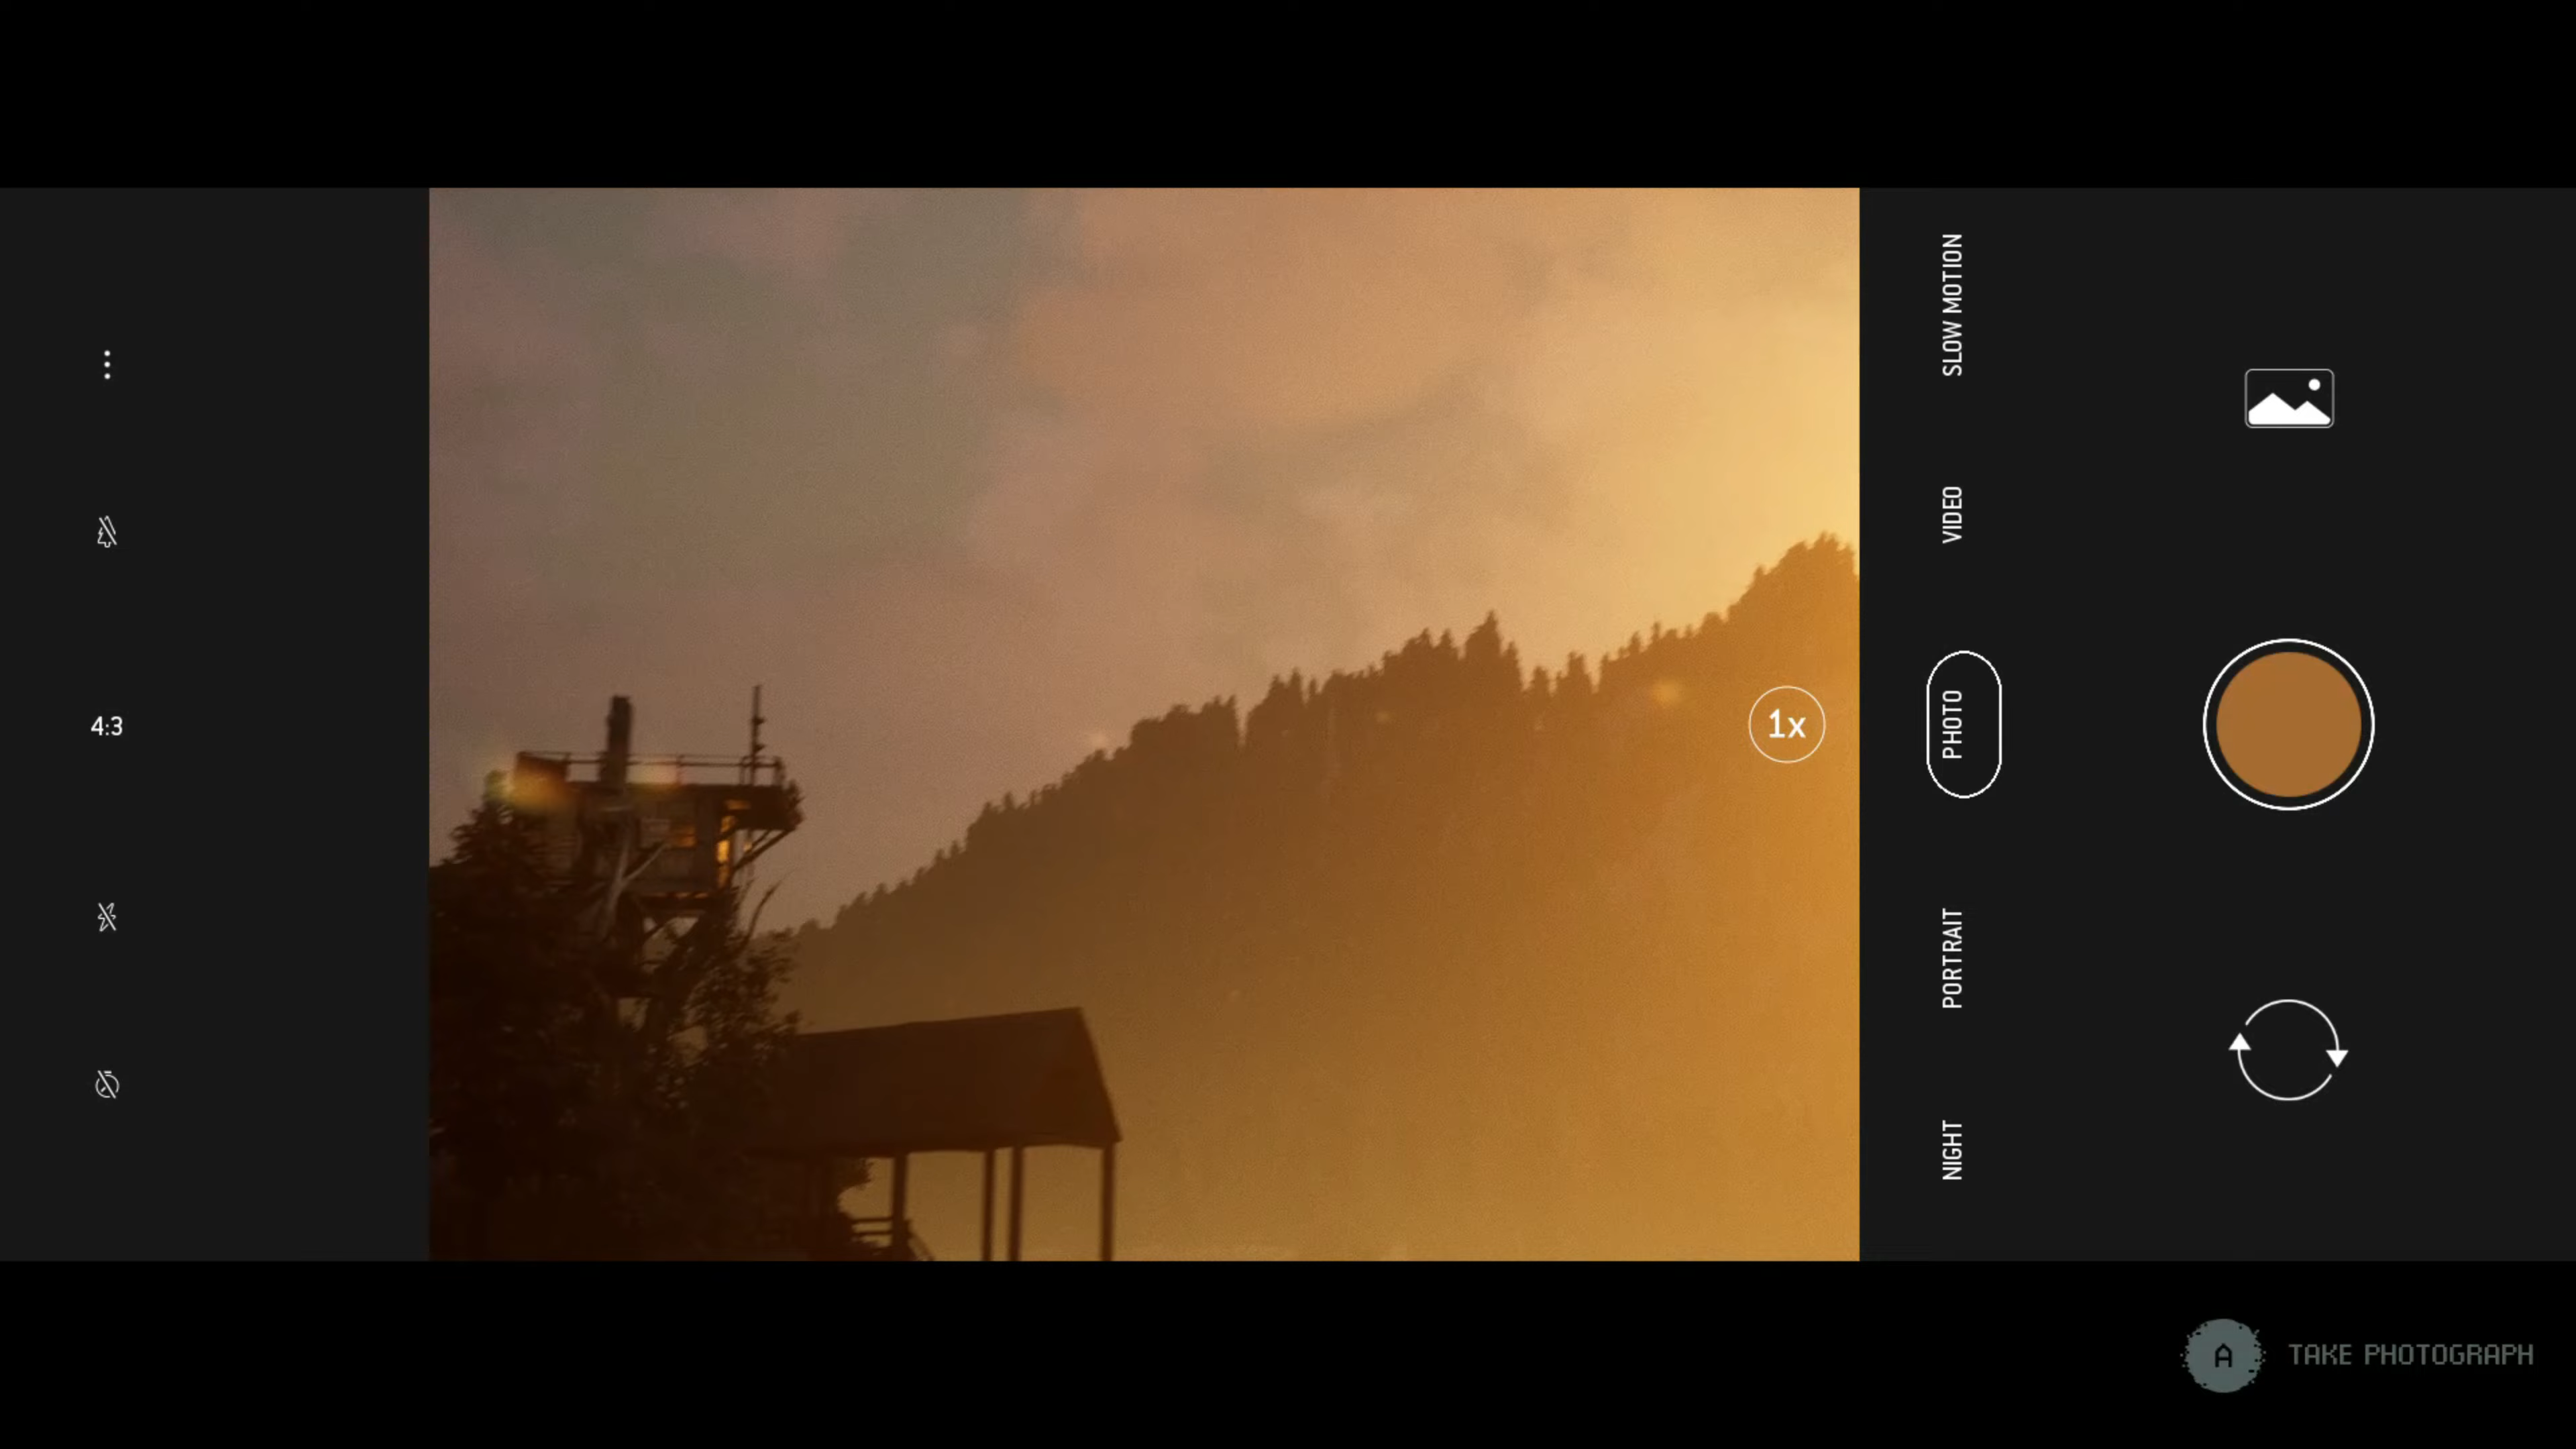 4:3
1x
SLOW MOTION
VIDEO
PHOTO
PORTRAIT
NIGHT
A TAKE PHOTOGRAPH